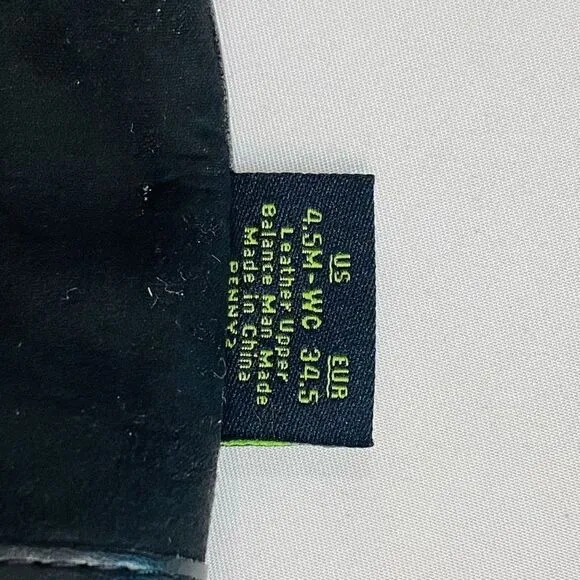 US EUR
4.5M-WC 34.5
Leather Upper
Balance Man Made
Made in China
PENNY2